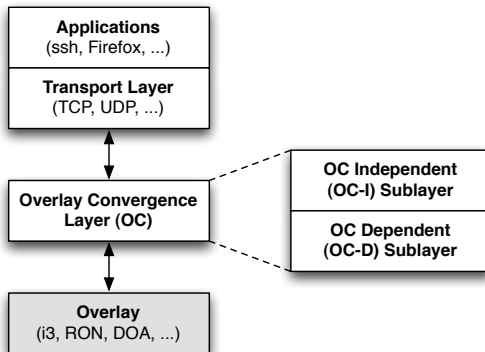 Applications
(ssh, Firefox, ...)
Transport Layer
(TCP, UDP, ...)
Overlay Convergence
Layer (OC)
OC Independent
(OC-I) Sublayer
OC Dependent
(OC-D) Sublayer
Overlay
(i3, RON, DOA, ...)